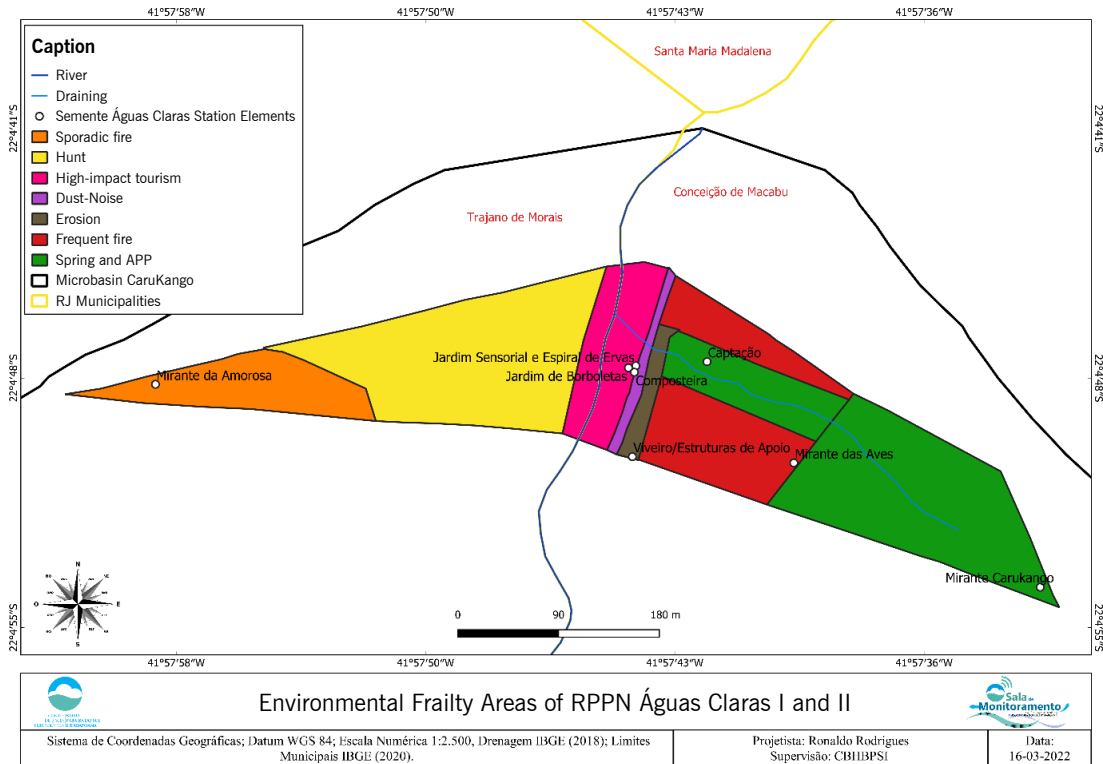 41°57'58"W 41°57'50"W 41°57'43"W 41°57'36"W
Caption
River
Draining
Semente Águas Claras Station Elements
Sporadic fire
Hunt
High-impact tourism
Dust-Noise
Erosion
Frequent fire
Spring and APP
Microbasin CaruKango
RJ Municipalities
Santa Maria Madalena
Conceição de Macabu
Trajano de Morais
22°4'41"S 22°4'41"S
Jardim Sensorial e Espiral de Ervas
Captação
Mirante da Amorosa
Jardim de Borboletas
Composteira
22°4'48"S 22°4'48"S
Viveiro/Estruturas de Apoio
Mirante das Aves
Mirante Carukango
N
O E
S
0 90 180 m
22°4'55"S 22°4'55"S
41°57'58"W 41°57'50"W 41°57'43"W 41°57'36"W
Environmental Frailty Areas of RPPN Águas Claras I and II
Sala de
Monitoramento
Sistema de Coordenadas Geográficas; Datum WGS 84; Escala Numérica 1:2.500, Drenagem IBGE (2018); Limites
Municipais IBGE (2020).
Projetista: Ronaldo Rodrigues
Supervisão: CBHBPSI
Data:
16-03-2022